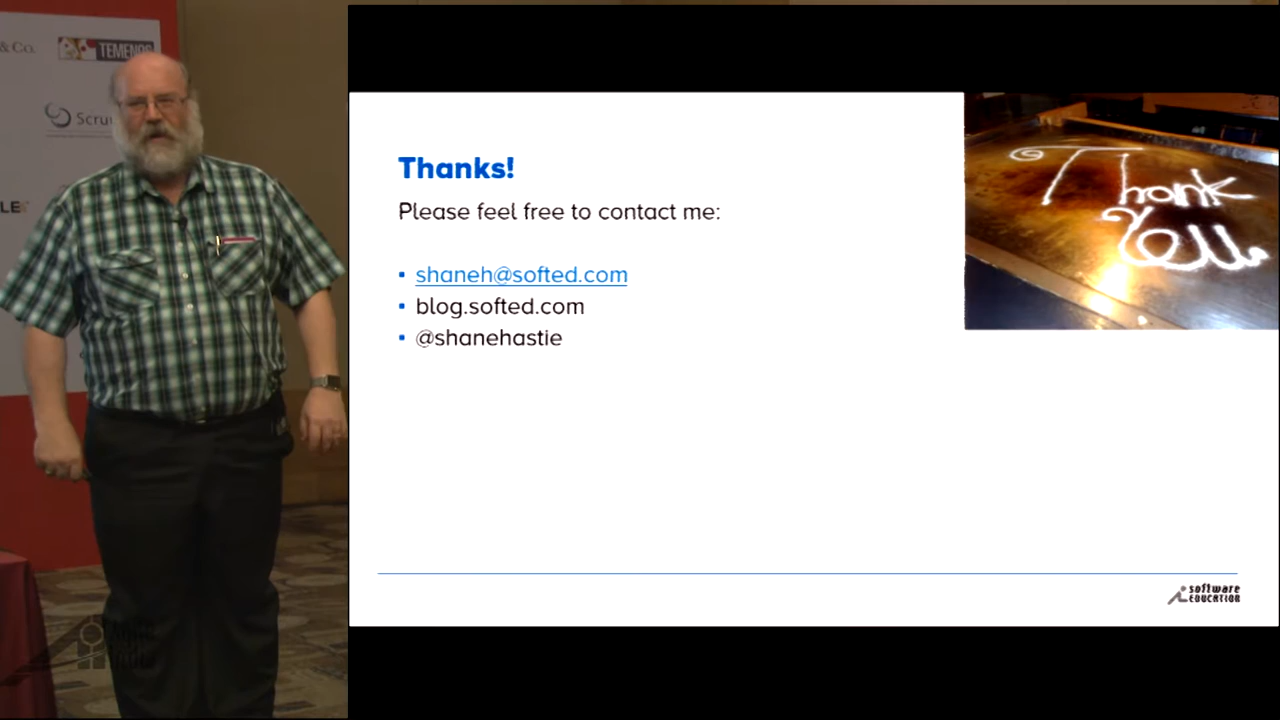 & Co.
TEMENOS
Scru
LE
Thanks!
Please feel free to contact me:
shaneh@softed.com
blog.softed.com
@shanehastie
Thank
You
software
EDUCATION